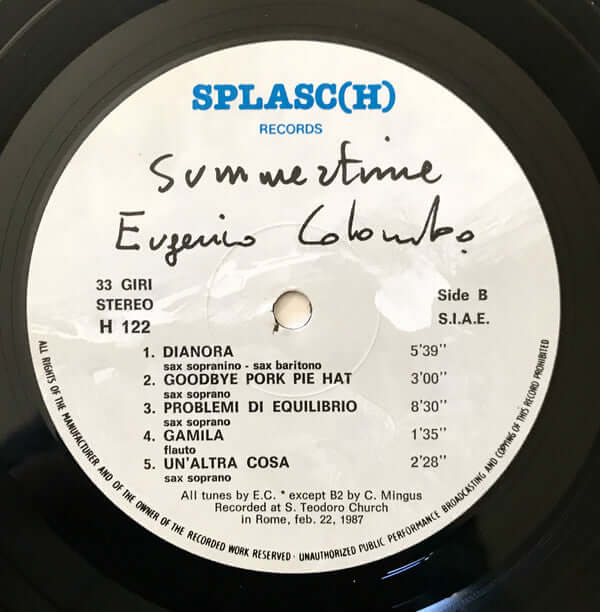 SPLASC(H)
RECORDS
Summertime
Eugenio Colombo
33 GIRI
STEREO
H 122
Side B
S.I.A.E.
1. DIANORA 5'39''
sax sopranino - sax baritono
2. GOODBYE PORK PIE HAT 3'00''
sax soprano
3. PROBLEMI DI EQUILIBRIO 8'30''
sax soprano
4. GAMILA 1'35''
flauto
5. UN'ALTRA COSA 2'28''
sax soprano
All tunes by E.C. * except B2 by C. Mingus
Recorded at S. Teodoro Church
in Rome, feb. 22, 1987
ALL RIGHTS OF THE MANUFACTURER AND OF THE OWNER OF THE RECORDED WORK RESERVED · UNAUTHORIZED PUBLIC PERFORMANCE BROADCASTING AND COPYING OF THIS RECORD PROHIBITED